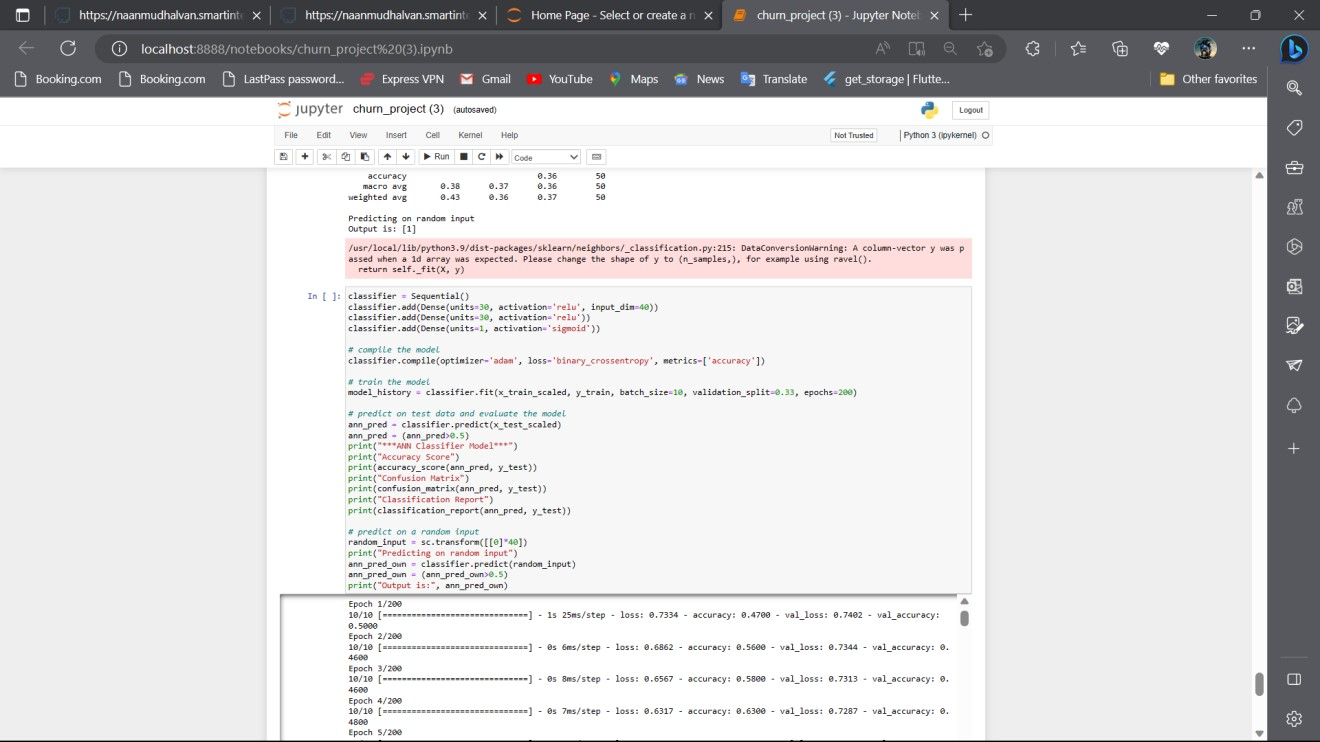 https://naanmudhalvan.smartinte
https://naanmudhalvan.smartinte
Home Page - Select or create a n
churn_project (3) - Jupyter Noteb
localhost:8888/notebooks/churn_project%20(3).ipynb
Booking.com
Booking.com
LastPass password...
Express VPN
Gmail
YouTube
Maps
News
Translate
get_storage | Flutte...
Other favorites
jupyter churn_project (3) (autosaved)
Logout
File Edit View Insert Cell Kernel Help
Not Trusted
Python 3 (ipykernel)
Run
Code
accuracy 0.36 50
macro avg 0.38 0.37 0.36 50
weighted avg 0.43 0.36 0.37 50
Predicting on random input
Output is: [1]
/usr/local/lib/python3.9/dist-packages/sklearn/neighbors/_classification.py:215: DataConversionWarning: A column-vector y was p
assed when a 1d array was expected. Please change the shape of y to (n_samples,), for example using ravel().
return self._fit(X, y)
In [ ]:
classifier = Sequential()
classifier.add(Dense(units=30, activation='relu', input_dim=40))
classifier.add(Dense(units=30, activation='relu'))
classifier.add(Dense(units=1, activation='sigmoid'))
# compile the model
classifier.compile(optimizer='adam', loss='binary_crossentropy', metrics=['accuracy'])
# train the model
model_history = classifier.fit(x_train_scaled, y_train, batch_size=10, validation_split=0.33, epochs=200)
# predict on test data and evaluate the model
ann_pred = classifier.predict(x_test_scaled)
ann_pred = (ann_pred>0.5)
print("***ANN Classifier Model***")
print("Accuracy Score")
print(accuracy_score(ann_pred, y_test))
print("Confusion Matrix")
print(confusion_matrix(ann_pred, y_test))
print("Classification Report")
print(classification_report(ann_pred, y_test))
# predict on a random input
random_input = sc.transform([[0]*40])
print("Predicting on random input")
ann_pred_own = classifier.predict(random_input)
ann_pred_own = (ann_pred_own>0.5)
print("Output is:", ann_pred_own)
Epoch 1/200
10/10 [==============================] - 1s 25ms/step - loss: 0.7334 - accuracy: 0.4700 - val_loss: 0.7402 - val_accuracy:
0.5000
Epoch 2/200
10/10 [==============================] - 0s 6ms/step - loss: 0.6862 - accuracy: 0.5600 - val_loss: 0.7344 - val_accuracy: 0.
4600
Epoch 3/200
10/10 [==============================] - 0s 8ms/step - loss: 0.6567 - accuracy: 0.5800 - val_loss: 0.7313 - val_accuracy: 0.
4600
Epoch 4/200
10/10 [==============================] - 0s 7ms/step - loss: 0.6317 - accuracy: 0.6300 - val_loss: 0.7287 - val_accuracy: 0.
4800
Epoch 5/200